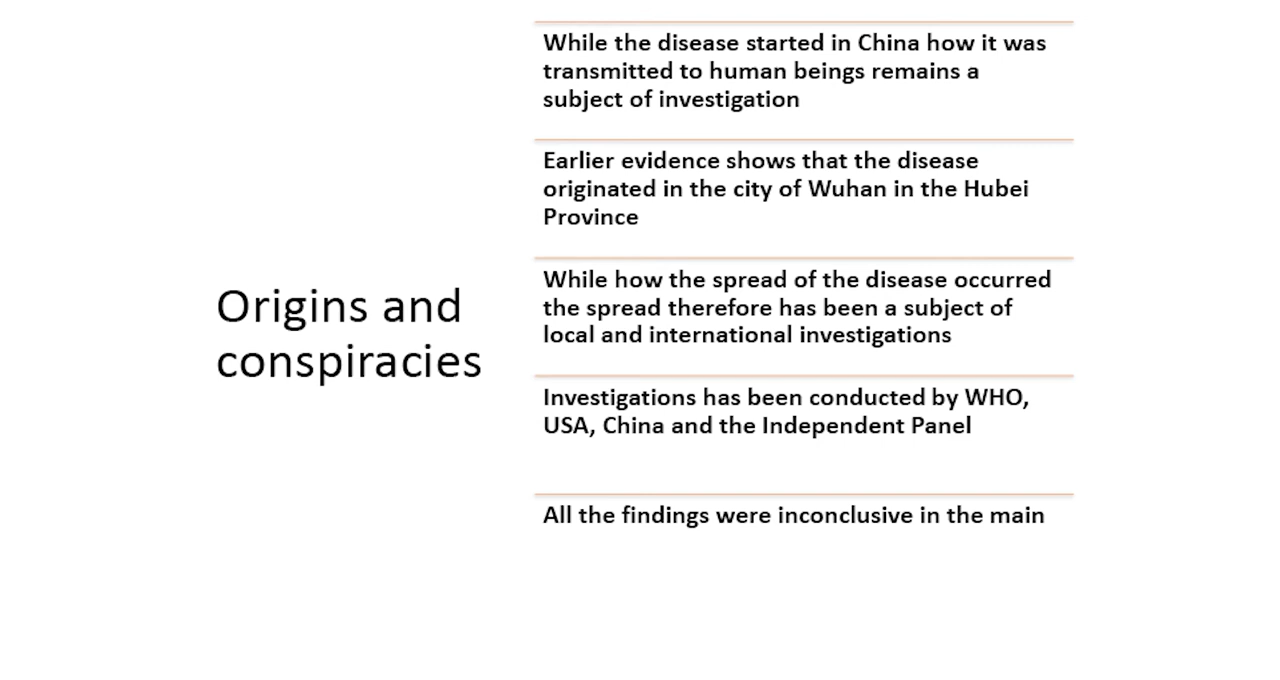 Origins and
conspiracies
While the disease started in China how it was
transmitted to human beings remains a
subject of investigation
Earlier evidence shows that the disease
originated in the city of Wuhan in the Hubei
Province
While how the spread of the disease occurred
the spread therefore has been a subject of
local and international investigations
Investigations has been conducted by WHO,
USA, China and the Independent Panel
All the findings were inconclusive in the main